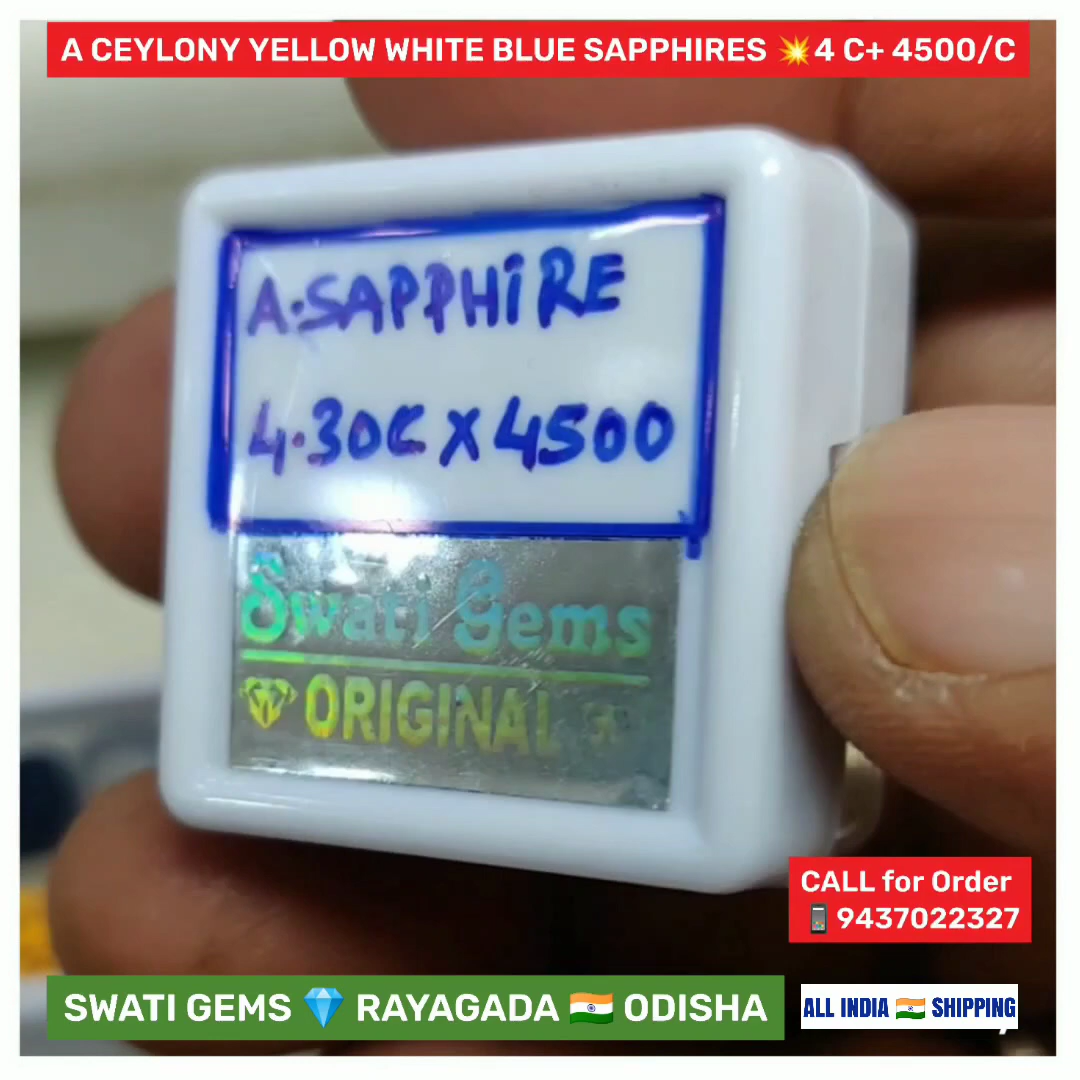 A CEYLONY YELLOW WHITE BLUE SAPPHIRES 💥4 C+ 4500/C
A.SAPPHiRE
4.30C X 4500
Swati Gems
ORIGINAL
CALL for Order
📱9437022327
SWATI GEMS 💎 RAYAGADA 🇮🇳 ODISHA
ALL INDIA 🇮🇳 SHIPPING